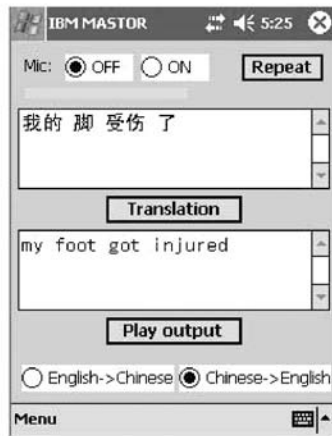 IBM MASTOR 5:25
Mic: OFF ON Repeat
我的 脚 受伤 了
Translation
my foot got injured
Play output
English->Chinese Chinese->English
Menu